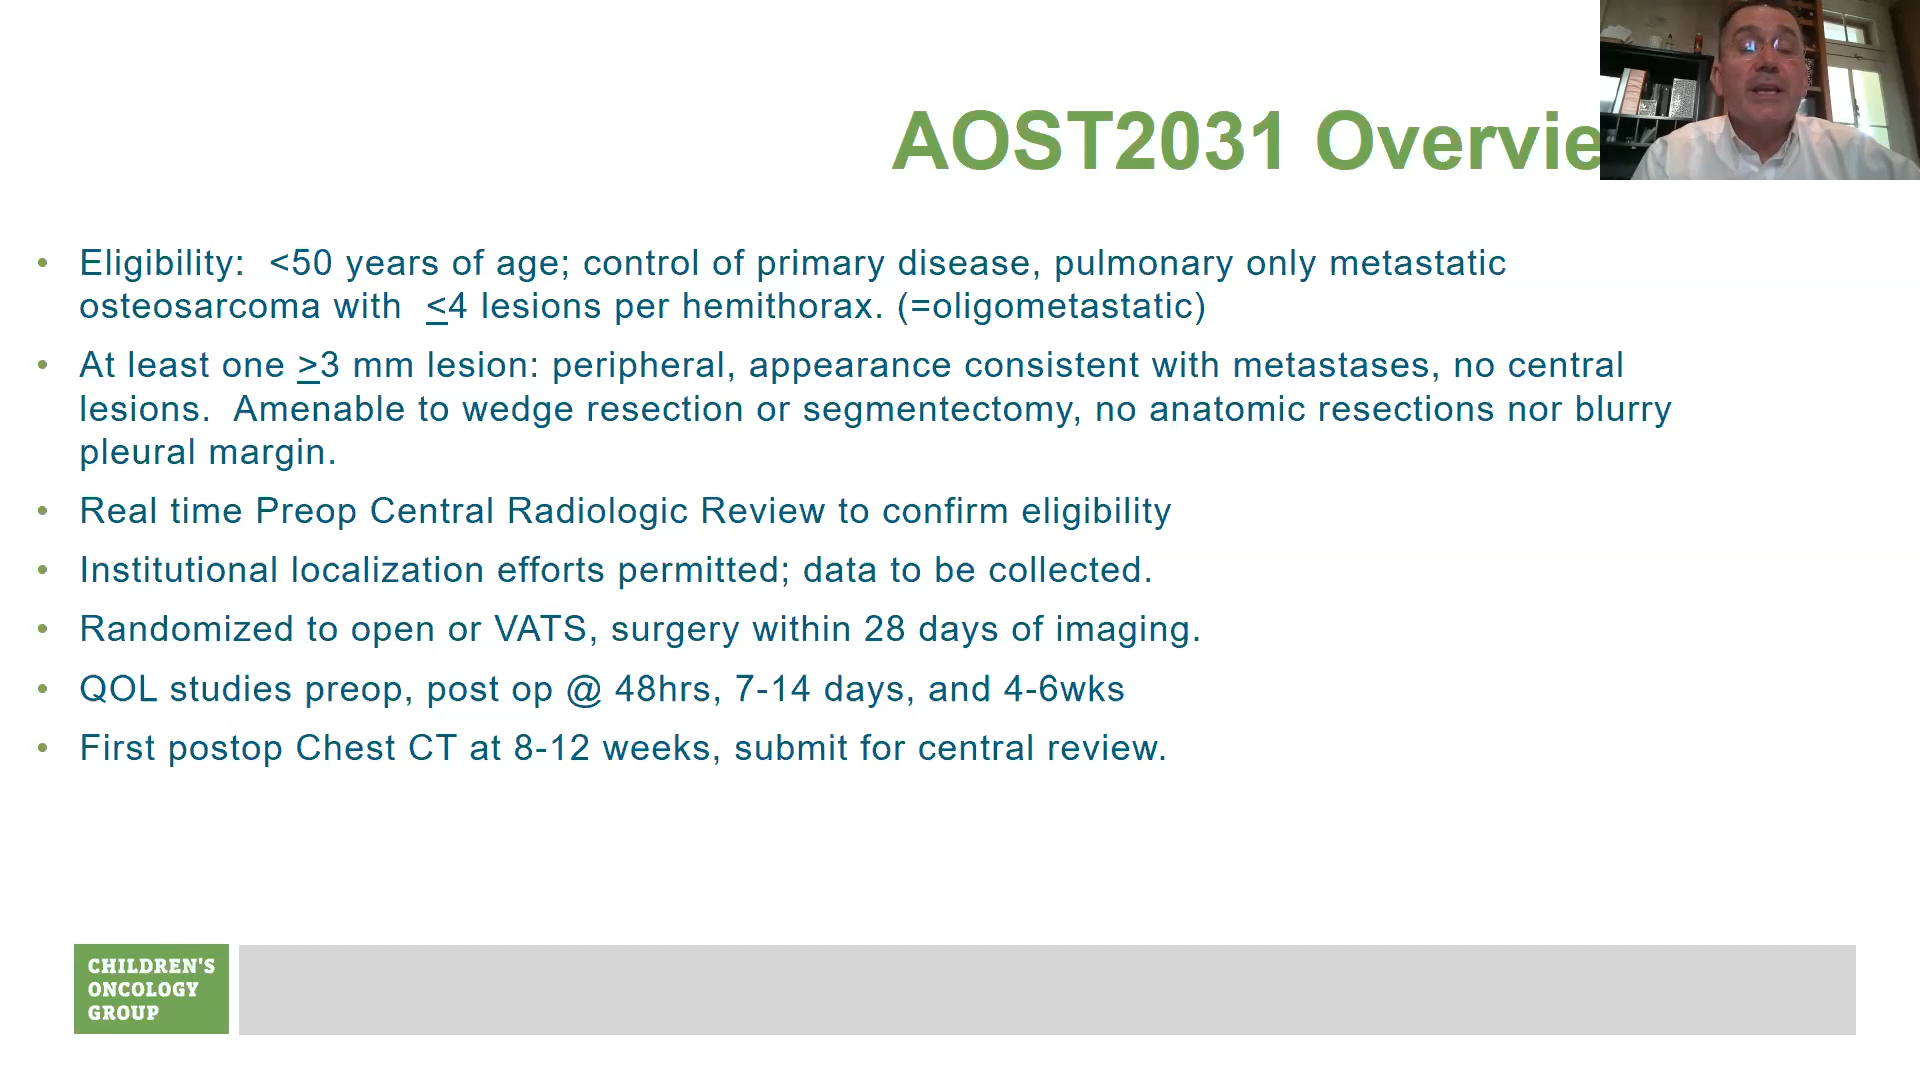 AOST2031 Overvie
• Eligibility:  <50 years of age; control of primary disease, pulmonary only metastatic
osteosarcoma with  ≤4 lesions per hemithorax. (=oligometastatic)
• At least one ≥3 mm lesion: peripheral, appearance consistent with metastases, no central
lesions.  Amenable to wedge resection or segmentectomy, no anatomic resections nor blurry
pleural margin.
• Real time Preop Central Radiologic Review to confirm eligibility
• Institutional localization efforts permitted; data to be collected.
• Randomized to open or VATS, surgery within 28 days of imaging.
• QOL studies preop, post op @ 48hrs, 7-14 days, and 4-6wks
• First postop Chest CT at 8-12 weeks, submit for central review.
CHILDREN'S
ONCOLOGY
GROUP